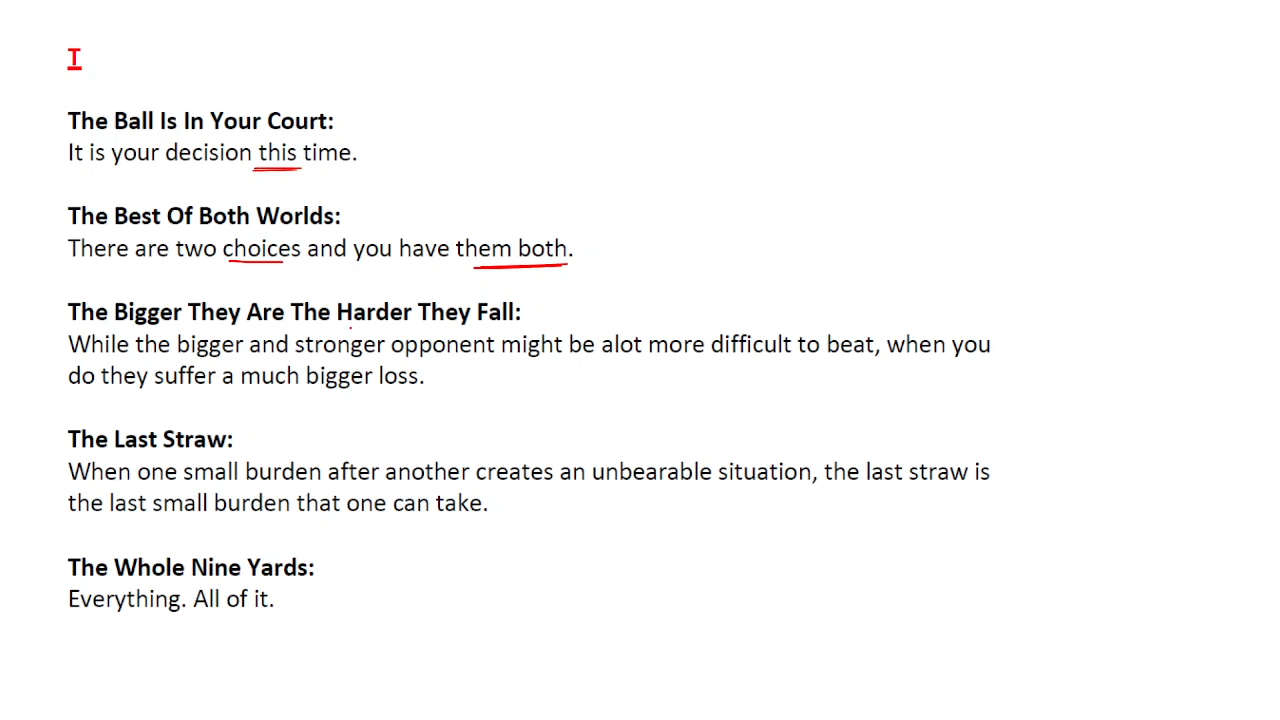 I
The Ball Is In Your Court:
It is your decision this time.
The Best Of Both Worlds:
There are two choices and you have them both.
The Bigger They Are The Harder They Fall:
While the bigger and stronger opponent might be alot more difficult to beat, when you
do they suffer a much bigger loss.
The Last Straw:
When one small burden after another creates an unbearable situation, the last straw is
the last small burden that one can take.
The Whole Nine Yards:
Everything. All of it.